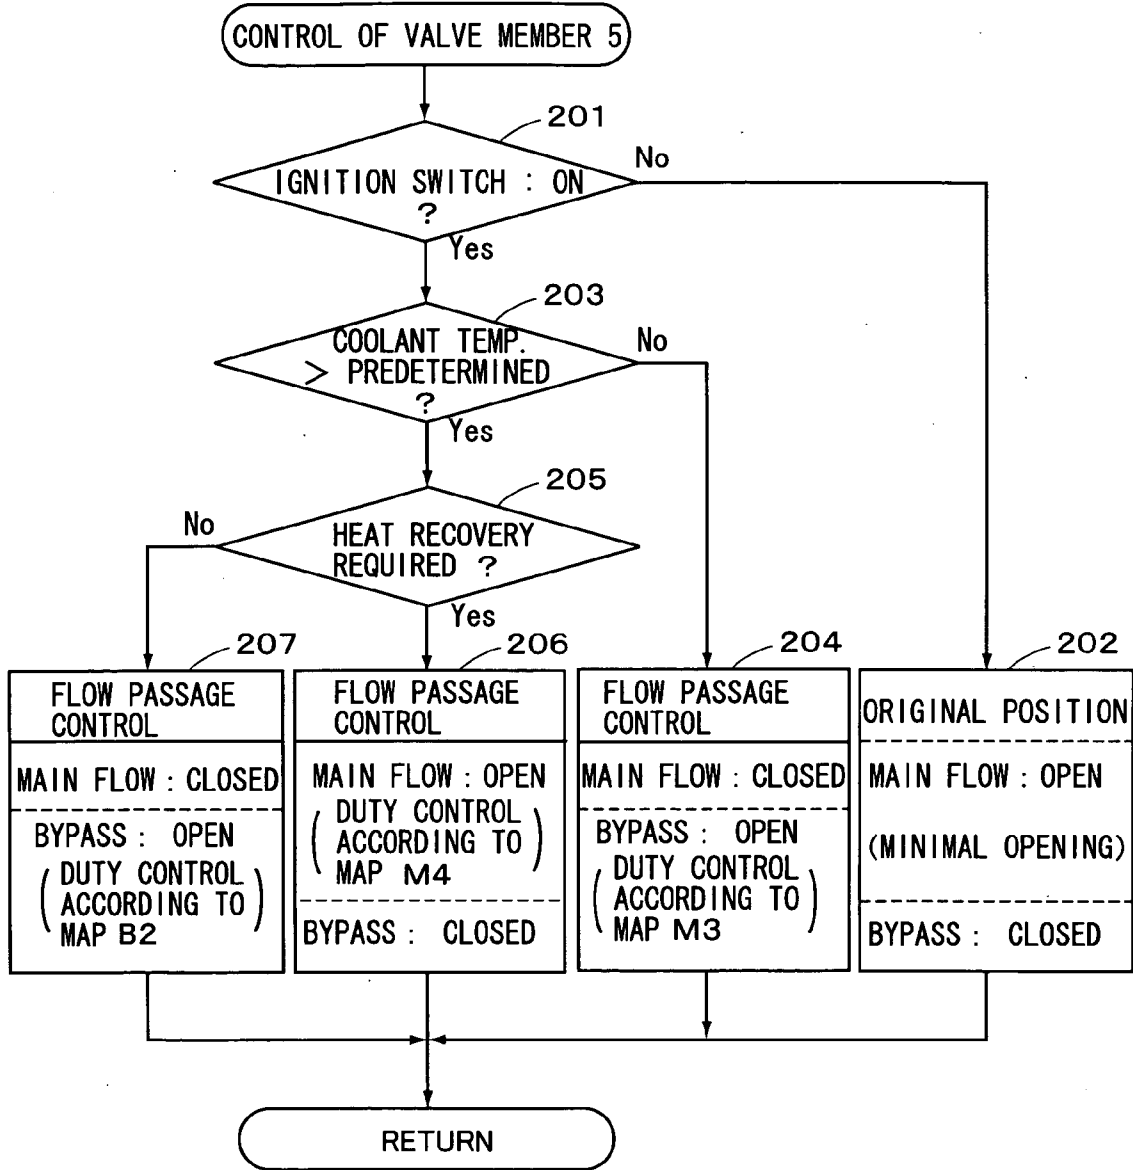 CONTROL OF VALVE MEMBER 5
201
IGNITION SWITCH : ON
?
No
Yes
203
COOLANT TEMP.
> PREDETERMINED
?
No
Yes
205
HEAT RECOVERY
REQUIRED ?
No
Yes
207
FLOW PASSAGE
CONTROL
MAIN FLOW : CLOSED
BYPASS : OPEN
( DUTY CONTROL
ACCORDING TO
MAP B2 )
206
FLOW PASSAGE
CONTROL
MAIN FLOW : OPEN
( DUTY CONTROL
ACCORDING TO
MAP M4 )
BYPASS : CLOSED
204
FLOW PASSAGE
CONTROL
MAIN FLOW : CLOSED
BYPASS : OPEN
( DUTY CONTROL
ACCORDING TO
MAP M3 )
202
ORIGINAL POSITION
MAIN FLOW : OPEN
(MINIMAL OPENING)
BYPASS : CLOSED
RETURN